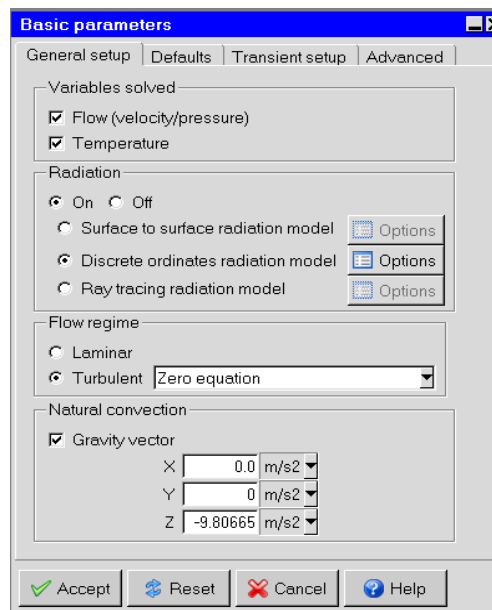 Basic parameters
General setup Defaults Transient setup Advanced
Variables solved
Flow (velocity/pressure)
Temperature
Radiation
On Off
Surface to surface radiation model Options
Discrete ordinates radiation model Options
Ray tracing radiation model Options
Flow regime
Laminar
Turbulent Zero equation
Natural convection
Gravity vector
X 0.0 m/s2
Y 0 m/s2
Z -9.80665 m/s2
Accept Reset Cancel Help